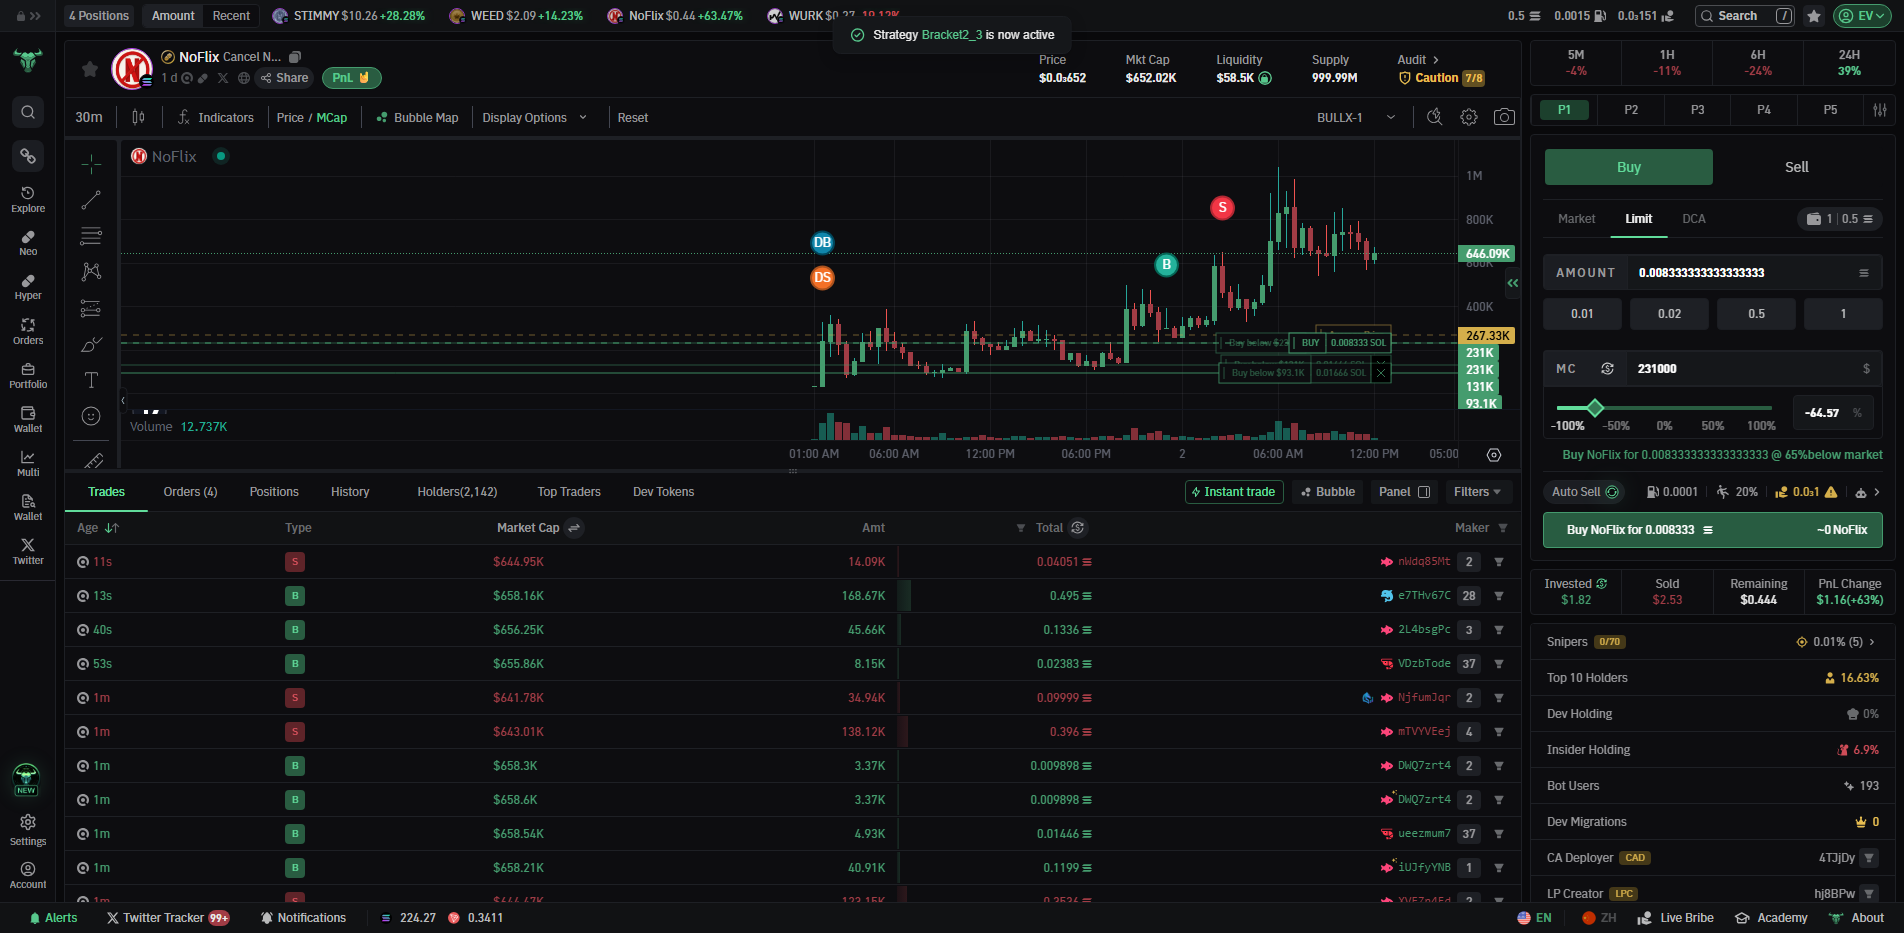 4 Positions
Amount
Recent
STIMMY $10.26 +28.28%
WEED $2.09 +14.23%
NoFlix $0.44 +63.47%
WURK
0.5
0.0015
0.0₃151
Search /
EV
Strategy Bracket2_3 is now active
NoFlix Cancel N...
1 d
Share
PnL
Price
$0.0₃652
Mkt Cap
$652.02K
Liquidity
$58.5K
Supply
999.99M
Audit
Caution 7/8
30m
Indicators
Price / MCap
Bubble Map
Display Options
Reset
BULLX-1
NoFlix
DB
DS
B
S
1M
800K
646.09K
600K
400K
267.33K
231K
231K
131K
93.1K
BUY 0.008333 SOL
Buy below $93.1K 0.01666 SOL
Volume 12.737K
01:00 AM
06:00 AM
12:00 PM
06:00 PM
2
06:00 AM
12:00 PM
05:00
Explore
Neo
Hyper
Orders
Portfolio
Wallet
Multi
Wallet
Twitter
NEW
Settings
Account
Trades
Orders (4)
Positions
History
Holders(2,142)
Top Traders
Dev Tokens
Instant trade
Bubble
Panel
Filters
Age
Type
Market Cap
Amt
Total
Maker
11s S $644.95K 14.09K 0.04051 nWdq85Mt 2
13s B $658.16K 168.67K 0.495 e7THv67C 28
40s B $656.25K 45.66K 0.1336 2L4bsgPc 3
53s B $655.86K 8.15K 0.02383 VDzbTode 37
1m S $641.78K 34.94K 0.09999 NjfumJqr 2
1m S $643.01K 138.12K 0.396 mTVYVEej 4
1m B $658.3K 3.37K 0.009898 DWQ7zrt4 2
1m B $658.6K 3.37K 0.009898 DWQ7zrt4 2
1m B $658.54K 4.93K 0.01446 ueezmum7 37
1m B $658.21K 40.91K 0.1199 iUJfyYNB 1
5M
-4%
1H
-11%
6H
-24%
24H
39%
P1
P2
P3
P4
P5
Buy
Sell
Market
Limit
DCA
1 | 0.5
AMOUNT 0.008333333333333333
0.01
0.02
0.5
1
MC 231000 $
-64.57 %
-100%
-50%
0%
50%
100%
Buy NoFlix for 0.008333333333333333 @ 65%below market
Auto Sell
0.0001
20%
0.0₃1
Buy NoFlix for 0.008333
~0 NoFlix
Invested
$1.82
Sold
$2.53
Remaining
$0.444
PnL Change
$1.16(+63%)
Snipers 0/70 0.01% (5)
Top 10 Holders 16.63%
Dev Holding 0%
Insider Holding 6.9%
Bot Users 193
Dev Migrations 0
CA Deployer CAD 4TJjDy
LP Creator LPC hj8BPw
Alerts
Twitter Tracker 99+
Notifications
224.27
0.3411
EN
ZH
Live Bribe
Academy
About